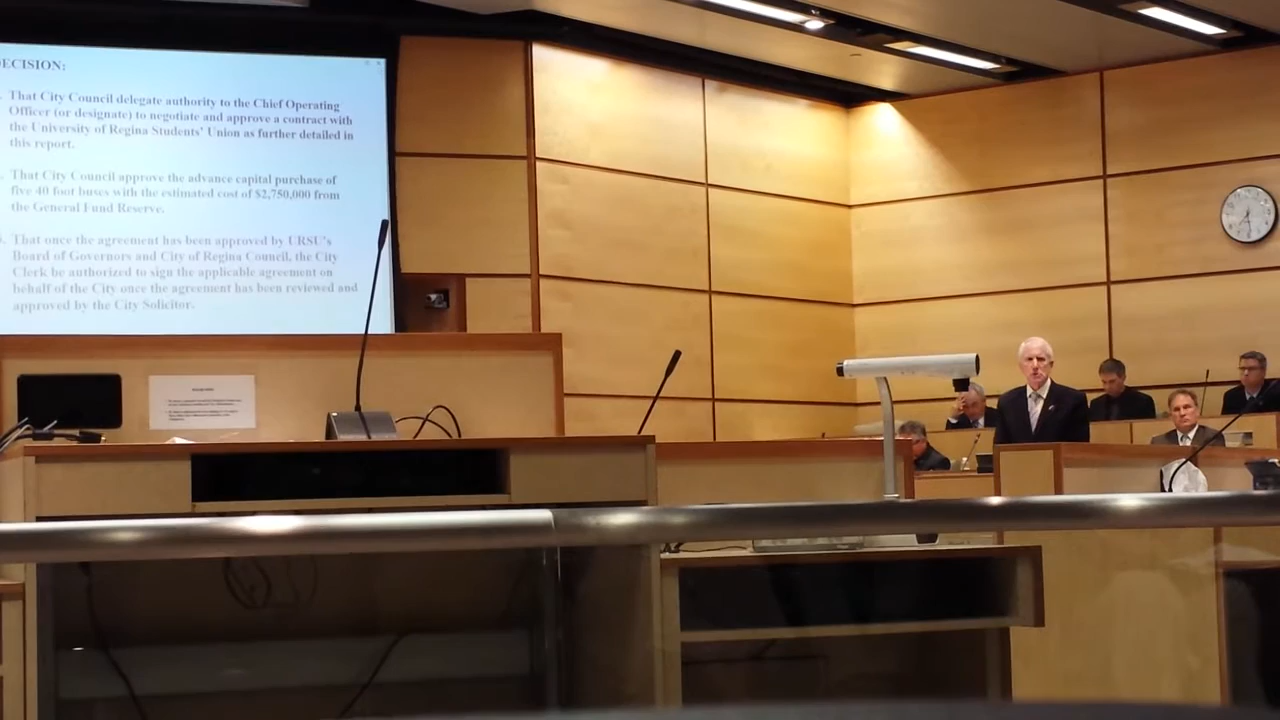 ECISION:
That City Council delegate authority to the Chief Operating
Officer (or designate) to negotiate and approve a contract with
the University of Regina Students' Union as further detailed in
this report.
That City Council approve the advance capital purchase of
five 40 foot buses with the estimated cost of $2,750,000 from
the General Fund Reserve.
That once the agreement has been approved by URSU's
Board of Governors and City of Regina Council, the City
Clerk be authorized to sign the applicable agreement on
behalf of the City once the agreement has been reviewed and
approved by the City Solicitor.